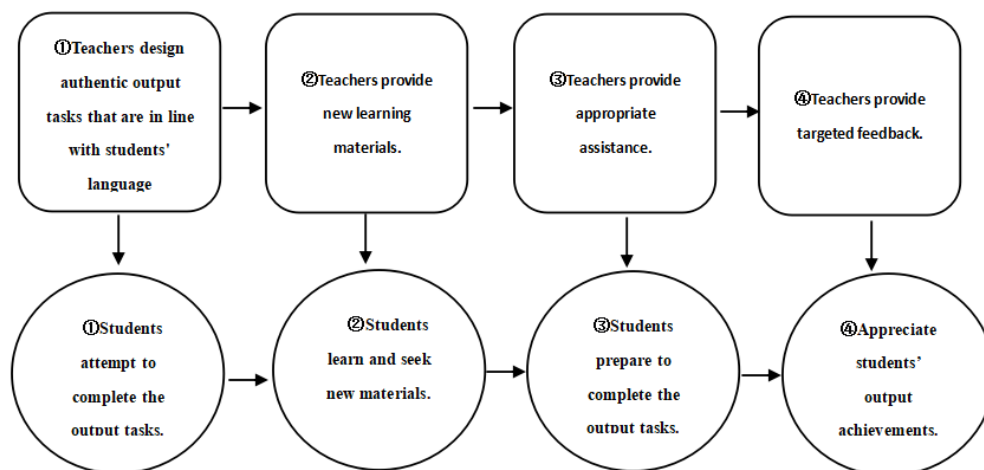 ①Teachers design
authentic output
tasks that are in line
with students'
language
②Teachers provide
new learning
materials.
③Teachers provide
appropriate
assistance.
④Teachers provide
targeted feedback.
①Students
attempt to
complete the
output tasks.
②Students
learn and seek
new materials.
③Students
prepare to
complete the
output tasks.
④Appreciate
students’
output
achievements.